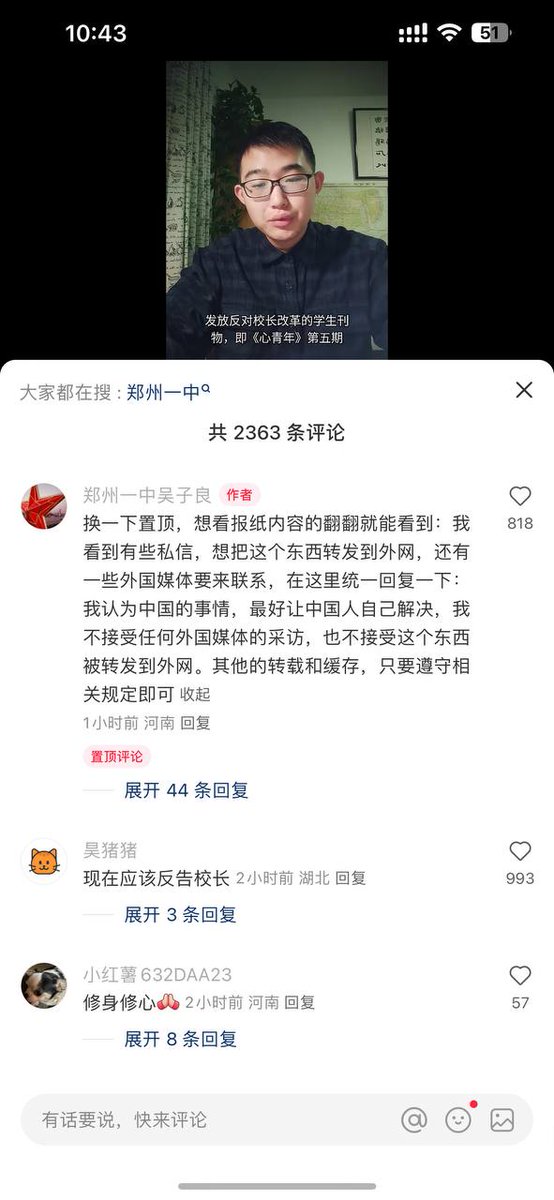 10:43
51
发放反对校长改革的学生刊
物，即《心青年》第五期
大家都在搜：郑州一中
共 2363 条评论
郑州一中吴子良 作者
换一下置顶，想看报纸内容的翻翻就能看到：我
看到有些私信，想把这个东西转发到外网，还有
一些外国媒体要来联系，在这里统一回复一下：
我认为中国的事情，最好让中国人自己解决，我
不接受任何外国媒体的采访，也不接受这个东西
被转发到外网。其他的转载和缓存，只要遵守相
关规定即可 收起
818
1小时前 河南 回复
置顶评论
展开 44 条回复
昊猪猪
现在应该反告校长 2小时前 湖北 回复
993
展开 3 条回复
小红薯632DAA23
修身修心🙏 2小时前 河南 回复
57
展开 8 条回复
有话要说，快来评论